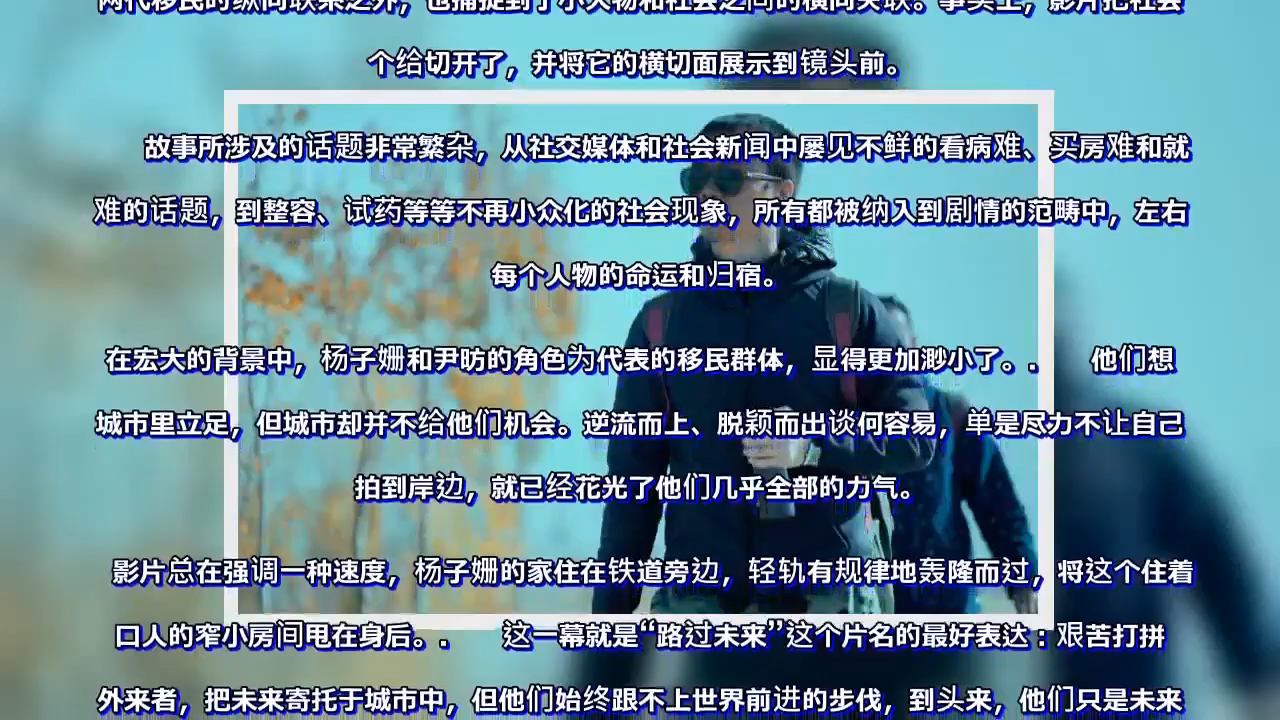 两代移民的纵向联系之外，也捕捉到了小人物和社会之间的横向关联。事实上，影片把社会
个给切开了，并将它的横切面展示到镜头前。
故事所涉及的话题非常繁杂，从社交媒体和社会新闻中屡见不鲜的看病难、买房难和就
难的话题，到整容、试药等等不再小众化的社会现象，所有都被纳入到剧情的范畴中，左右
每个人物的命运和归宿。
在宏大的背景中，杨子姗和尹昉的角色为代表的移民群体，显得更加渺小了。. 他们想
城市里立足，但城市却并不给他们机会。逆流而上、脱颖而出谈何容易，单是尽力不让自己
拍到岸边，就已经花光了他们几乎全部的力气。
影片总在强调一种速度，杨子姗的家住在铁道旁边，轻轨有规律地轰隆而过，将这个住着
口人的窄小房间甩在身后。. 这一幕就是“路过未来”这个片名的最好表达：艰苦打拼
外来者，把未来寄托于城市中，但他们始终跟不上世界前进的步伐，到头来，他们只是未来